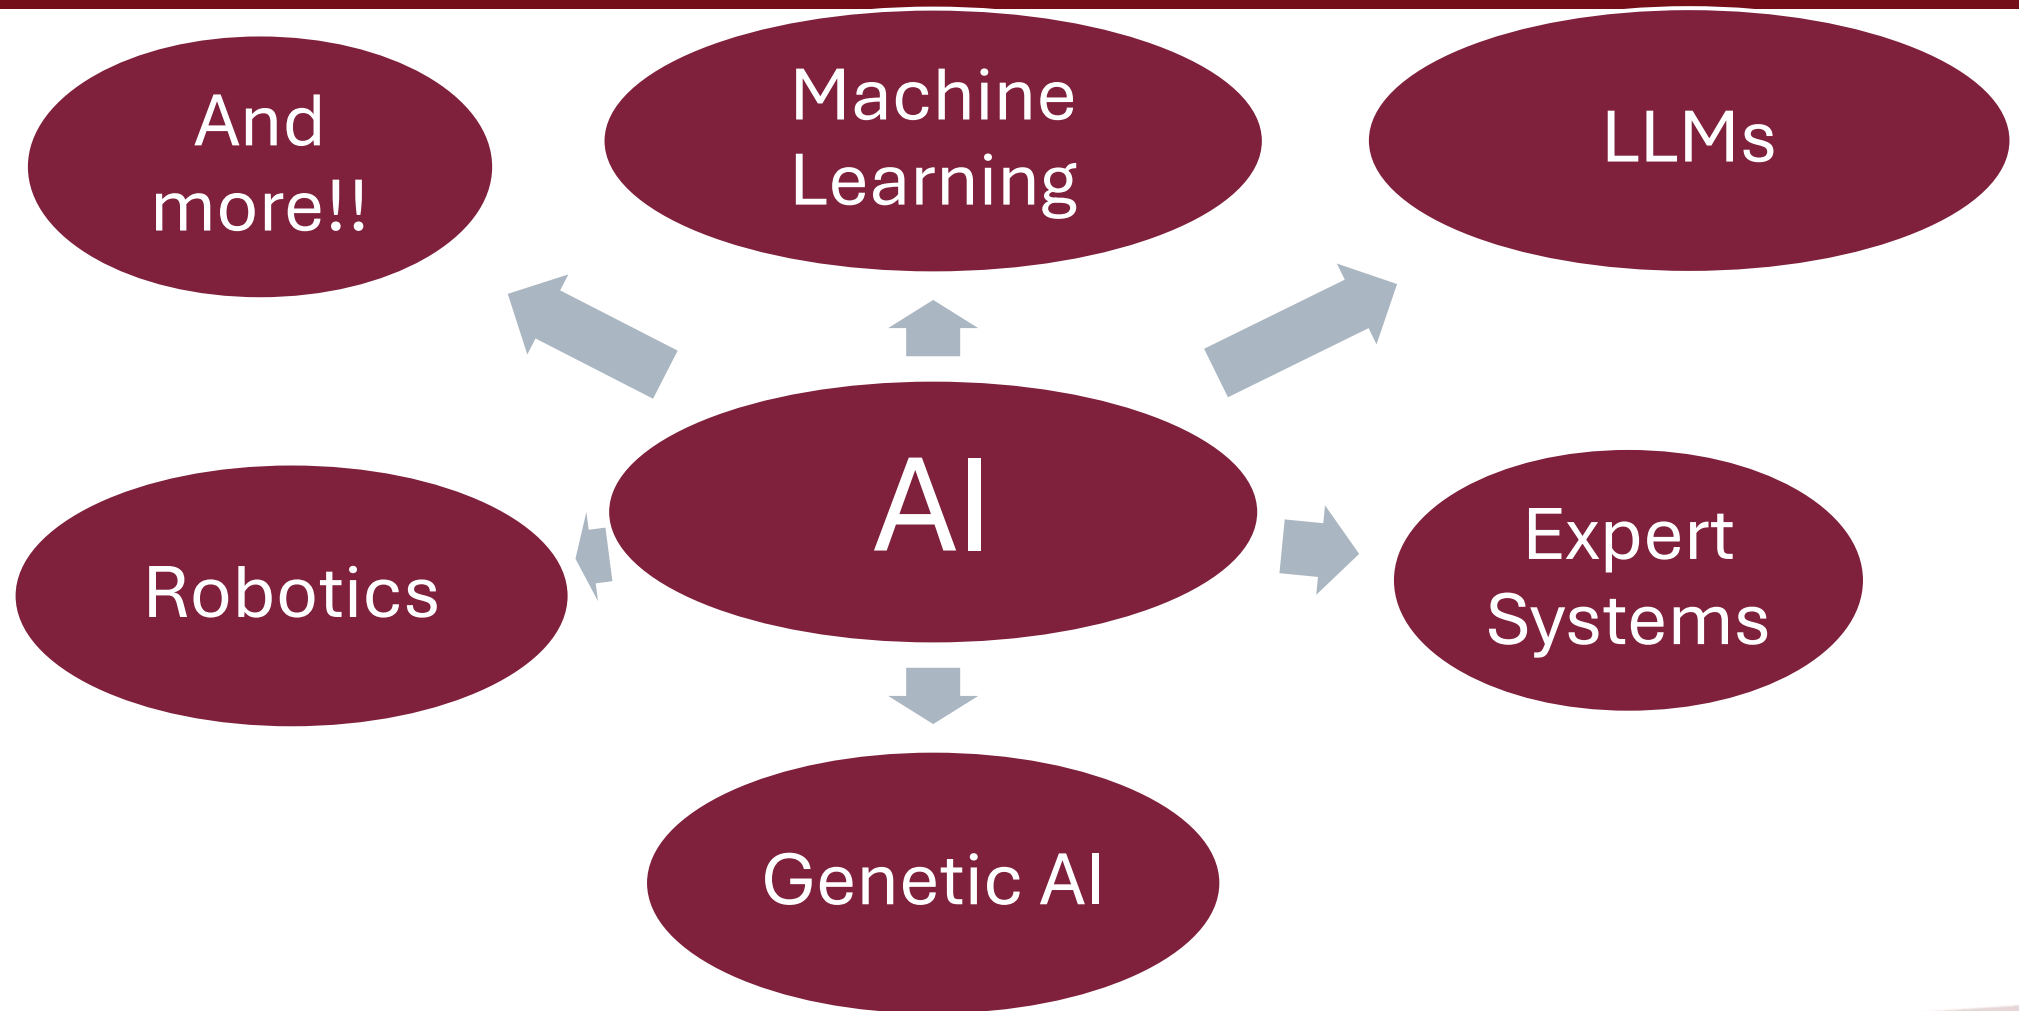 And
more!!
Machine
Learning
LLMs
AI
Robotics
Expert
Systems
Genetic AI